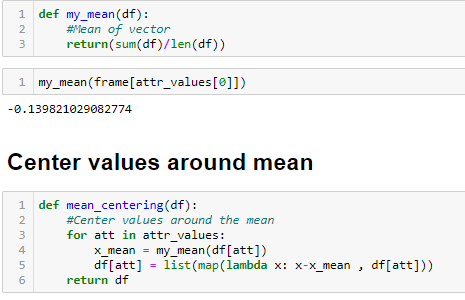 1 def my_mean(df):
2     #Mean of vector
3     return(sum(df)/len(df))
1 my_mean(frame[attr_values[0]])
-0.139821029082774
Center values around mean
1 def mean_centering(df):
2     #Center values around the mean
3     for att in attr_values:
4         x_mean = my_mean(df[att])
5         df[att] = list(map(lambda x: x-x_mean , df[att]))
6     return df